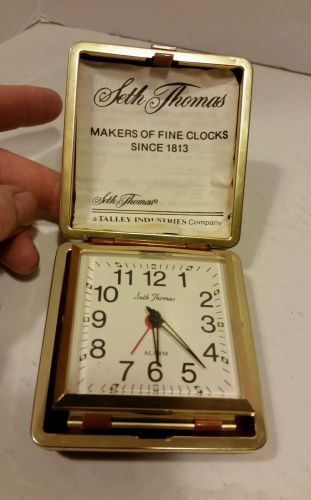 Seth Thomas
MAKERS OF FINE CLOCKS
SINCE 1813
Seth Thomas®
a TALLEY INDUSTRIES Company
11 12 1
10 2
Seth Thomas
9 3
8 4
ALARM
7 6 5